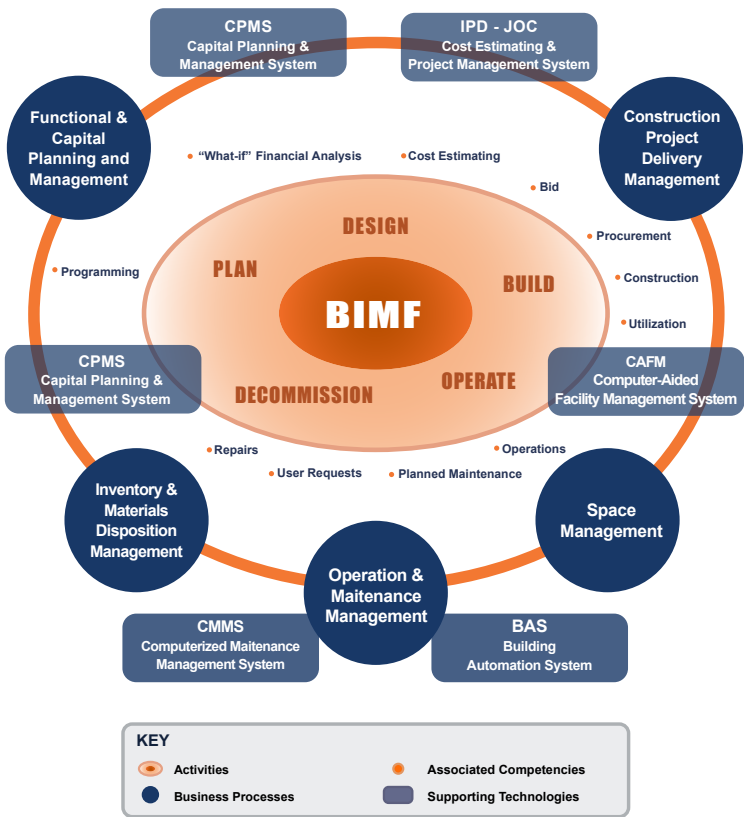 CPMS
Capital Planning &
Management System
IPD - JOC
Cost Estimating &
Project Management System
Functional &
Capital
Planning and
Management
Construction
Project
Delivery
Management
“What-if” Financial Analysis
Cost Estimating
Bid
Procurement
Programming
Construction
Utilization
DESIGN
PLAN
BUILD
BIMF
DECOMMISSION
OPERATE
CPMS
Capital Planning &
Management System
CAFM
Computer-Aided
Facility Management System
Repairs
User Requests
Planned Maintenance
Operations
Inventory &
Materials
Disposition
Management
Space
Management
Operation &
Maitenance
Management
CMMS
Computerized Maitenance
Management System
BAS
Building
Automation System
KEY
Activities
Associated Competencies
Business Processes
Supporting Technologies